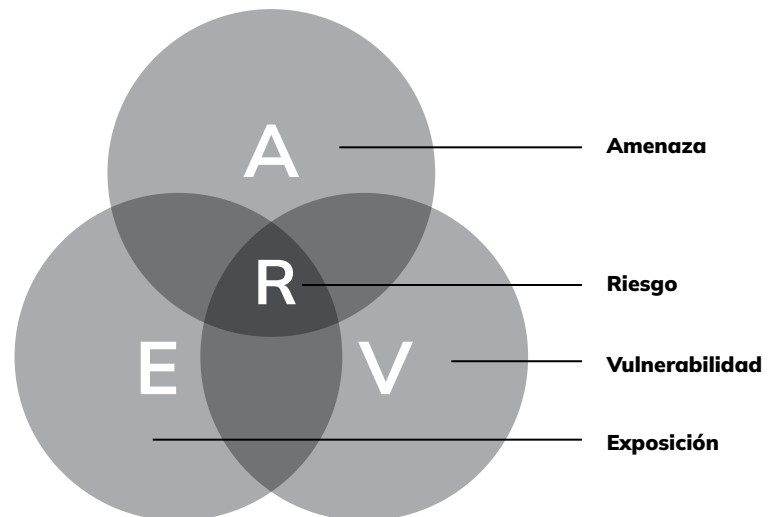 A
Amenaza
R
Riesgo
E
V
Vulnerabilidad
Exposición